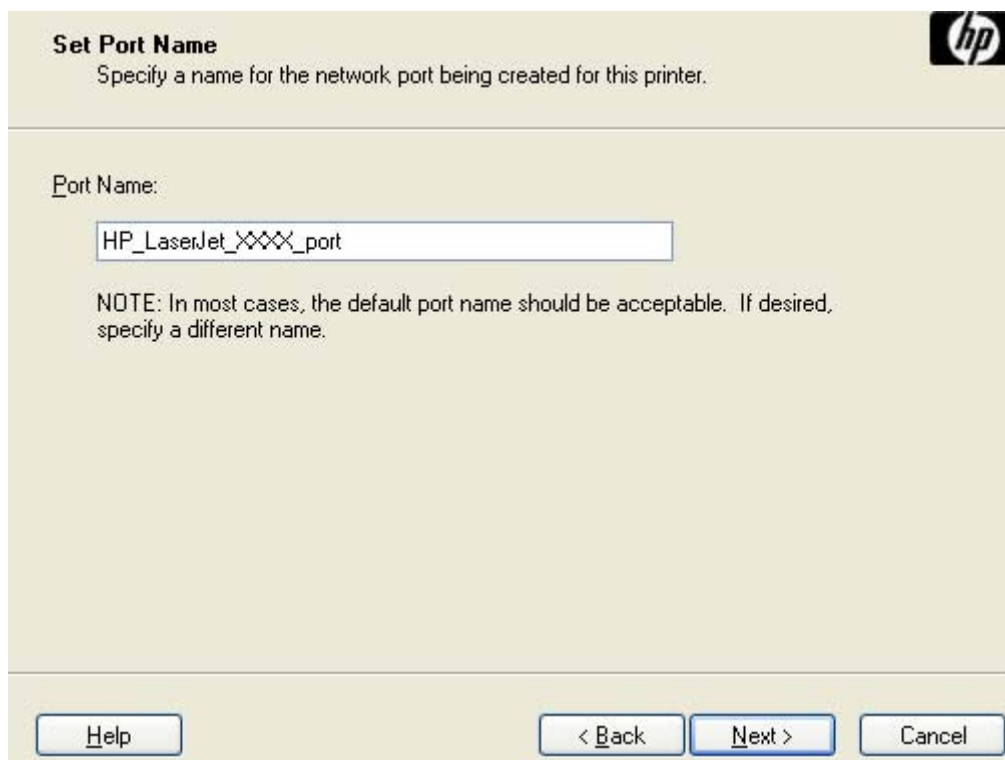 Set Port Name
hp
Specify a name for the network port being created for this printer.
Port Name:
HP_LaserJet_XXXX_port
NOTE: In most cases, the default port name should be acceptable.  If desired,
specify a different name.
Help
< Back
Next >
Cancel